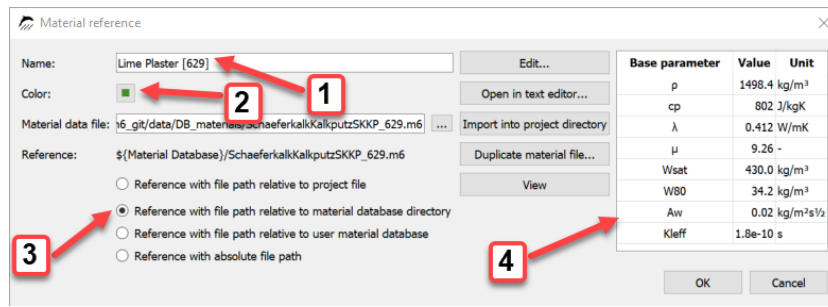 Material reference
Name:
Lime Plaster [629]
Edit...
Color:
Open in text editor...
Material data file:
n6_git/data/DB_materials/SchaeferkalkKalkputzSKKP_629.m6
...
Import into project directory
Reference:
${Material Database}/SchaeferkalkKalkputzSKKP_629.m6
Duplicate material file...
Reference with file path relative to project file
View
Reference with file path relative to material database directory
Reference with file path relative to user material database
Reference with absolute file path
Base parameter Value Unit
ρ 1498.4 kg/m³
cp 802 J/kgK
λ 0.412 W/mK
μ 9.26 -
Wsat 430.0 kg/m³
W80 34.2 kg/m³
Aw 0.02 kg/m²s½
Kleff 1.8e-10 s
OK
Cancel
1
2
3
4